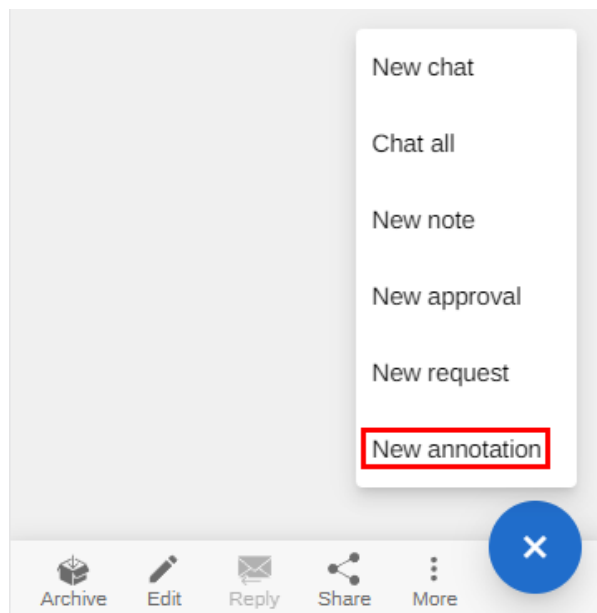 New chat
Chat all
New note
New approval
New request
New annotation
Archive Edit Reply Share More